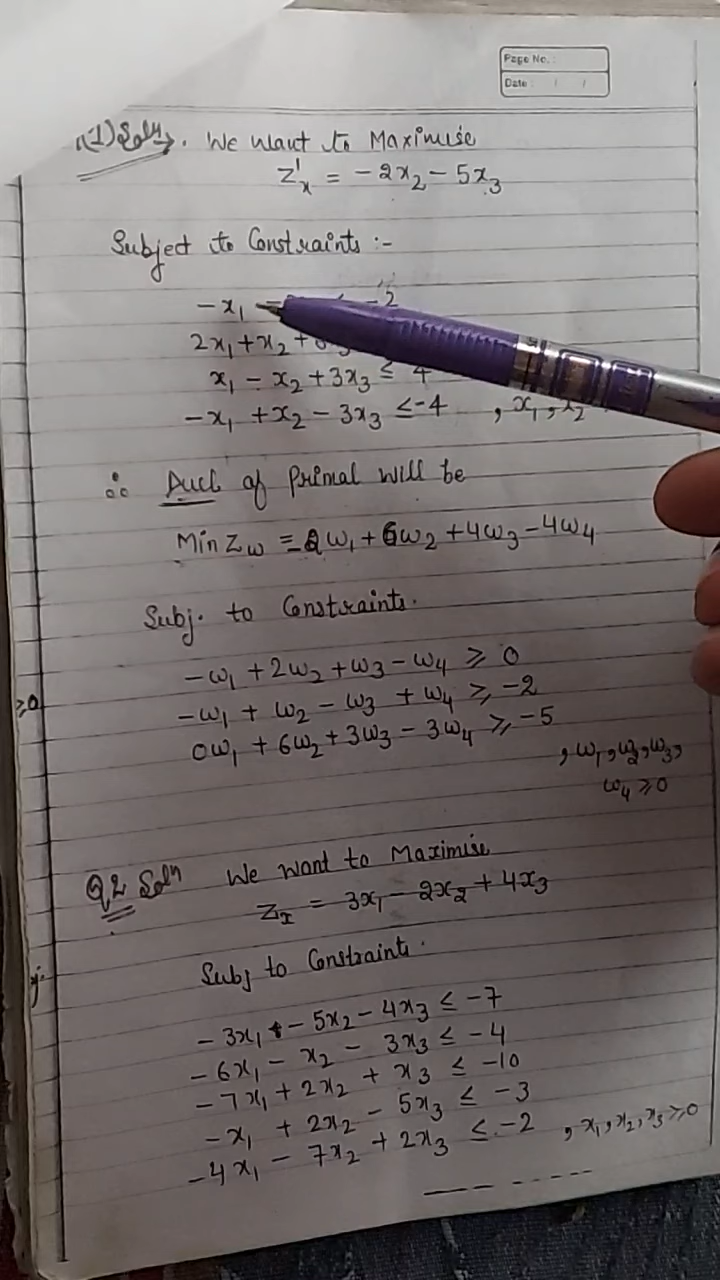 Page No.:
Date: / /
(1) Solⁿ→. We want to Maximise
Z'ₓ = -2x₂ - 5x₃
Subject to Constraints :-
-x₁ - ≤ -2
2x₁ + x₂ +
x₁ - x₂ + 3x₃ ≤ 4
-x₁ + x₂ - 3x₃ ≤ -4 , x₁, x₂
∴ Dual of Primal will be
Min Z_w = -2w₁ + 6w₂ + 4w₃ - 4w₄
Subj. to Constraints.
-w₁ + 2w₂ + w₃ - w₄ ≥ 0
≥0
-w₁ + w₂ - w₃ + w₄ ≥ -2
0w₁ + 6w₂ + 3w₃ - 3w₄ ≥ -5
, w₁, w₂, w₃,
w₄ ≥ 0
Q2 Solⁿ We want to Maximise
Zₓ = 3x₁ - 2x₂ + 4x₃
Subj to Constraint.
-3x₁ - 5x₂ - 4x₃ ≤ -7
-6x₁ - x₂ - 3x₃ ≤ -4
-7x₁ + 2x₂ + x₃ ≤ -10
-x₁ + 2x₂ - 5x₃ ≤ -3
-4x₁ - 7x₂ + 2x₃ ≤ -2 , x₁, x₂, x₃ ≥ 0